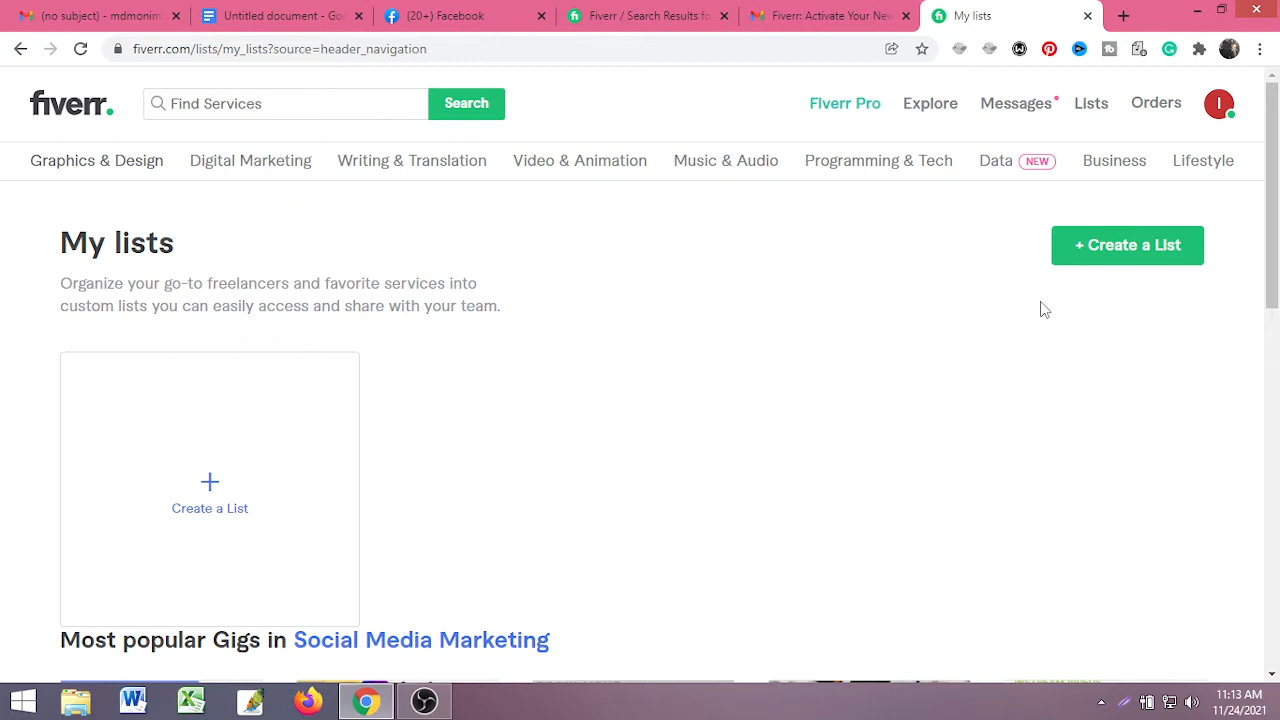 (no subject) - mdmonim
Untitled document - Go
(20+) Facebook
Fiverr / Search Results fo
Fiverr: Activate Your New
My lists
fiverr.com/lists/my_lists?source=header_navigation
fiverr.
Find Services
Search
Fiverr Pro
Explore
Messages
Lists
Orders
I
Graphics & Design
Digital Marketing
Writing & Translation
Video & Animation
Music & Audio
Programming & Tech
Data NEW
Business
Lifestyle
My lists
+ Create a List
Organize your go-to freelancers and favorite services into
custom lists you can easily access and share with your team.
+
Create a List
Most popular Gigs in Social Media Marketing
11:13 AM
11/24/2021